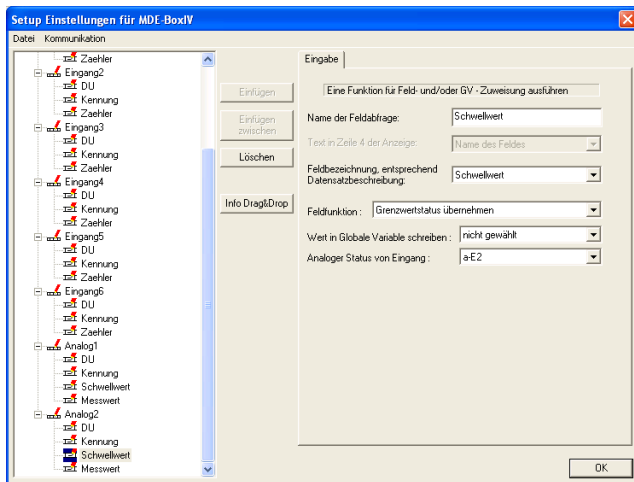 Setup Einstellungen für MDE-BoxIV
Datei Kommunikation
Zaehler
Eingang2
DU
Kennung
Zaehler
Eingang3
DU
Kennung
Zaehler
Eingang4
DU
Kennung
Zaehler
Eingang5
DU
Kennung
Zaehler
Eingang6
DU
Kennung
Zaehler
Analog1
DU
Kennung
Schwellwert
Messwert
Analog2
DU
Kennung
Schwellwert
Messwert
Einfügen
Einfügen
zwischen
Löschen
Info Drag&Drop
Eingabe
Eine Funktion für Feld- und/oder GV - Zuweisung ausführen
Name der Feldabfrage: Schwellwert
Text in Zeile 4 der Anzeige: Name des Feldes
Feldbezeichnung, entsprechend
Datensatzbeschreibung: Schwellwert
Feldfunktion : Grenzwertstatus übernehmen
Wert in Globale Variable schreiben : nicht gewählt
Analoger Status von Eingang : a-E2
OK